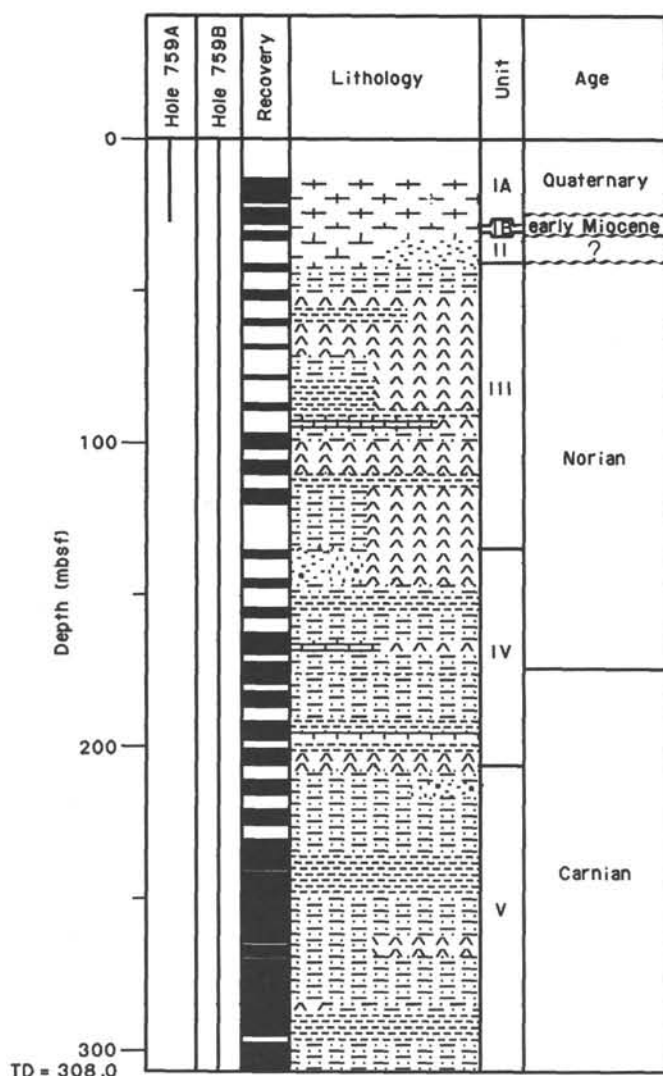 Hole 759A
Hole 759B
Recovery
Lithology
Unit
Age
0
IA
Quaternary
IB
early Miocene
II
?
III
100
Norian
Depth (mbsf)
IV
200
Carnian
V
300
TD = 308.0